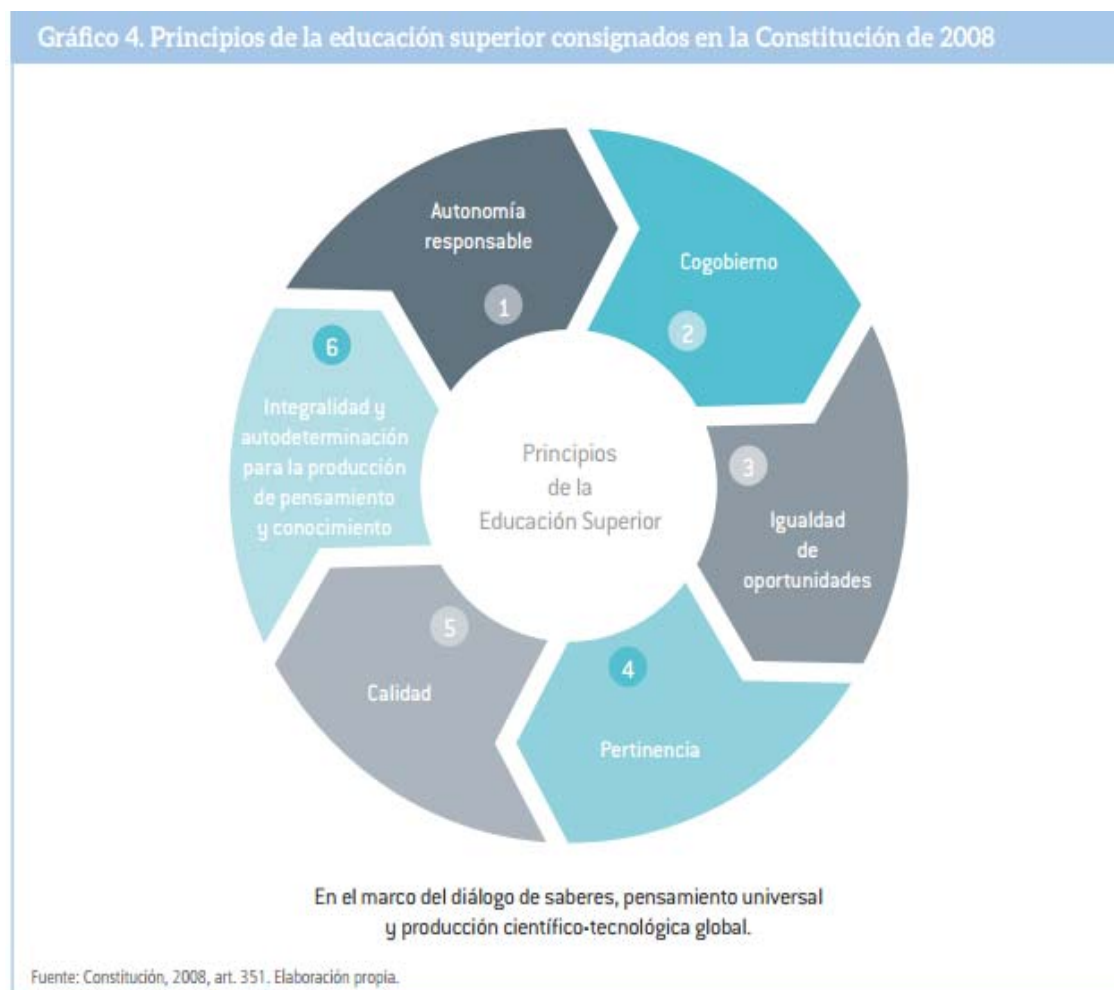 Gráfico 4. Principios de la educación superior consignados en la Constitución de 2008
Autonomía
responsable
1
Cogobierno
2
3
Igualdad
de
oportunidades
4
Pertinencia
5
Calidad
6
Integralidad y
autodeterminación
para la producción
de pensamiento
y conocimiento
Principios
de la
Educación Superior
En el marco del diálogo de saberes, pensamiento universal
y producción científico-tecnológica global.
Fuente: Constitución, 2008, art. 351. Elaboración propia.